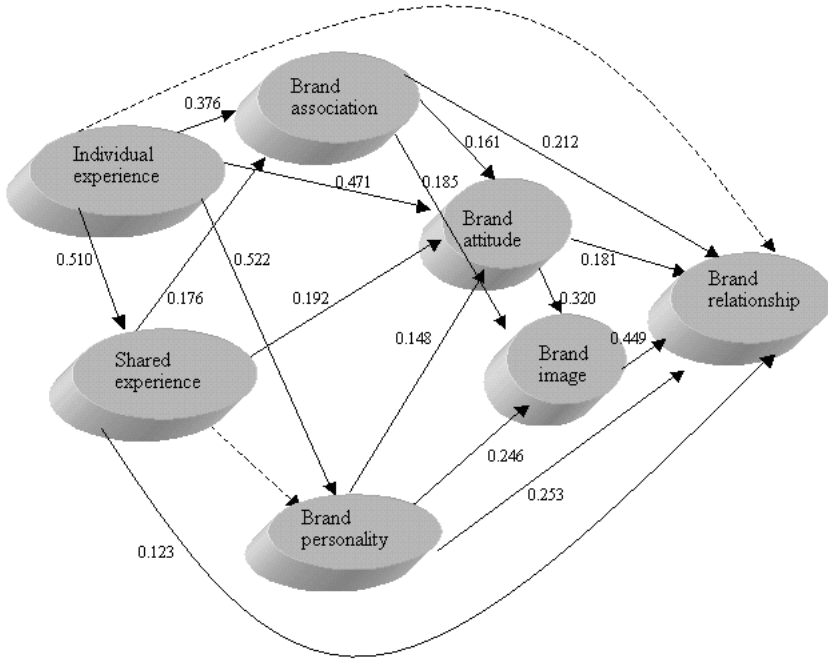 Brand
association
0.376
0.161
0.212
Individual
experience
0.471
0.185
Brand
attitude
0.510
0.522
0.181
Brand
relationship
0.176
0.192
0.320
Shared
experience
0.148
Brand
image
0.449
0.246
0.253
Brand
personality
0.123